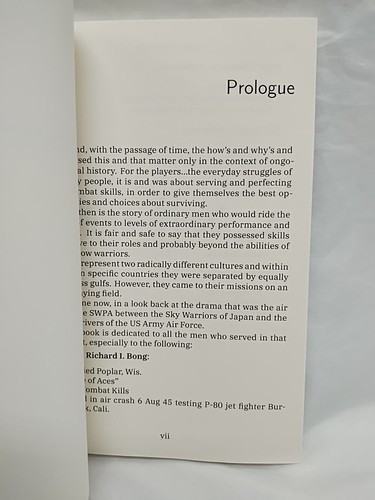 Prologue
nd, with the passage of time, the how's and why's and
sed this and that matter only in the context of ongo-
al history. For the players...the everyday struggles of
y people, it is and was about serving and perfecting
mbat skills, in order to give themselves the best op-
ies and choices about surviving.
then is the story of ordinary men who would ride the
f events to levels of extraordinary performance and
. It is fair and safe to say that they possessed skills
ve to their roles and probably beyond the abilities of
ow warriors.
represent two radically different cultures and within
n specific countries they were separated by equally
s gulfs. However, they came to their missions on an
ying field.
me now, in a look back at the drama that was the air
e SWPA between the Sky Warriors of Japan and the
rivers of the US Army Air Force.
book is dedicated to all the men who served in that
t, especially to the following:
Richard I. Bong:
ed Poplar, Wis.
e of Aces"
ombat Kills
d in air crash 6 Aug 45 testing P-80 jet fighter Bur-
k, Cali.
vii